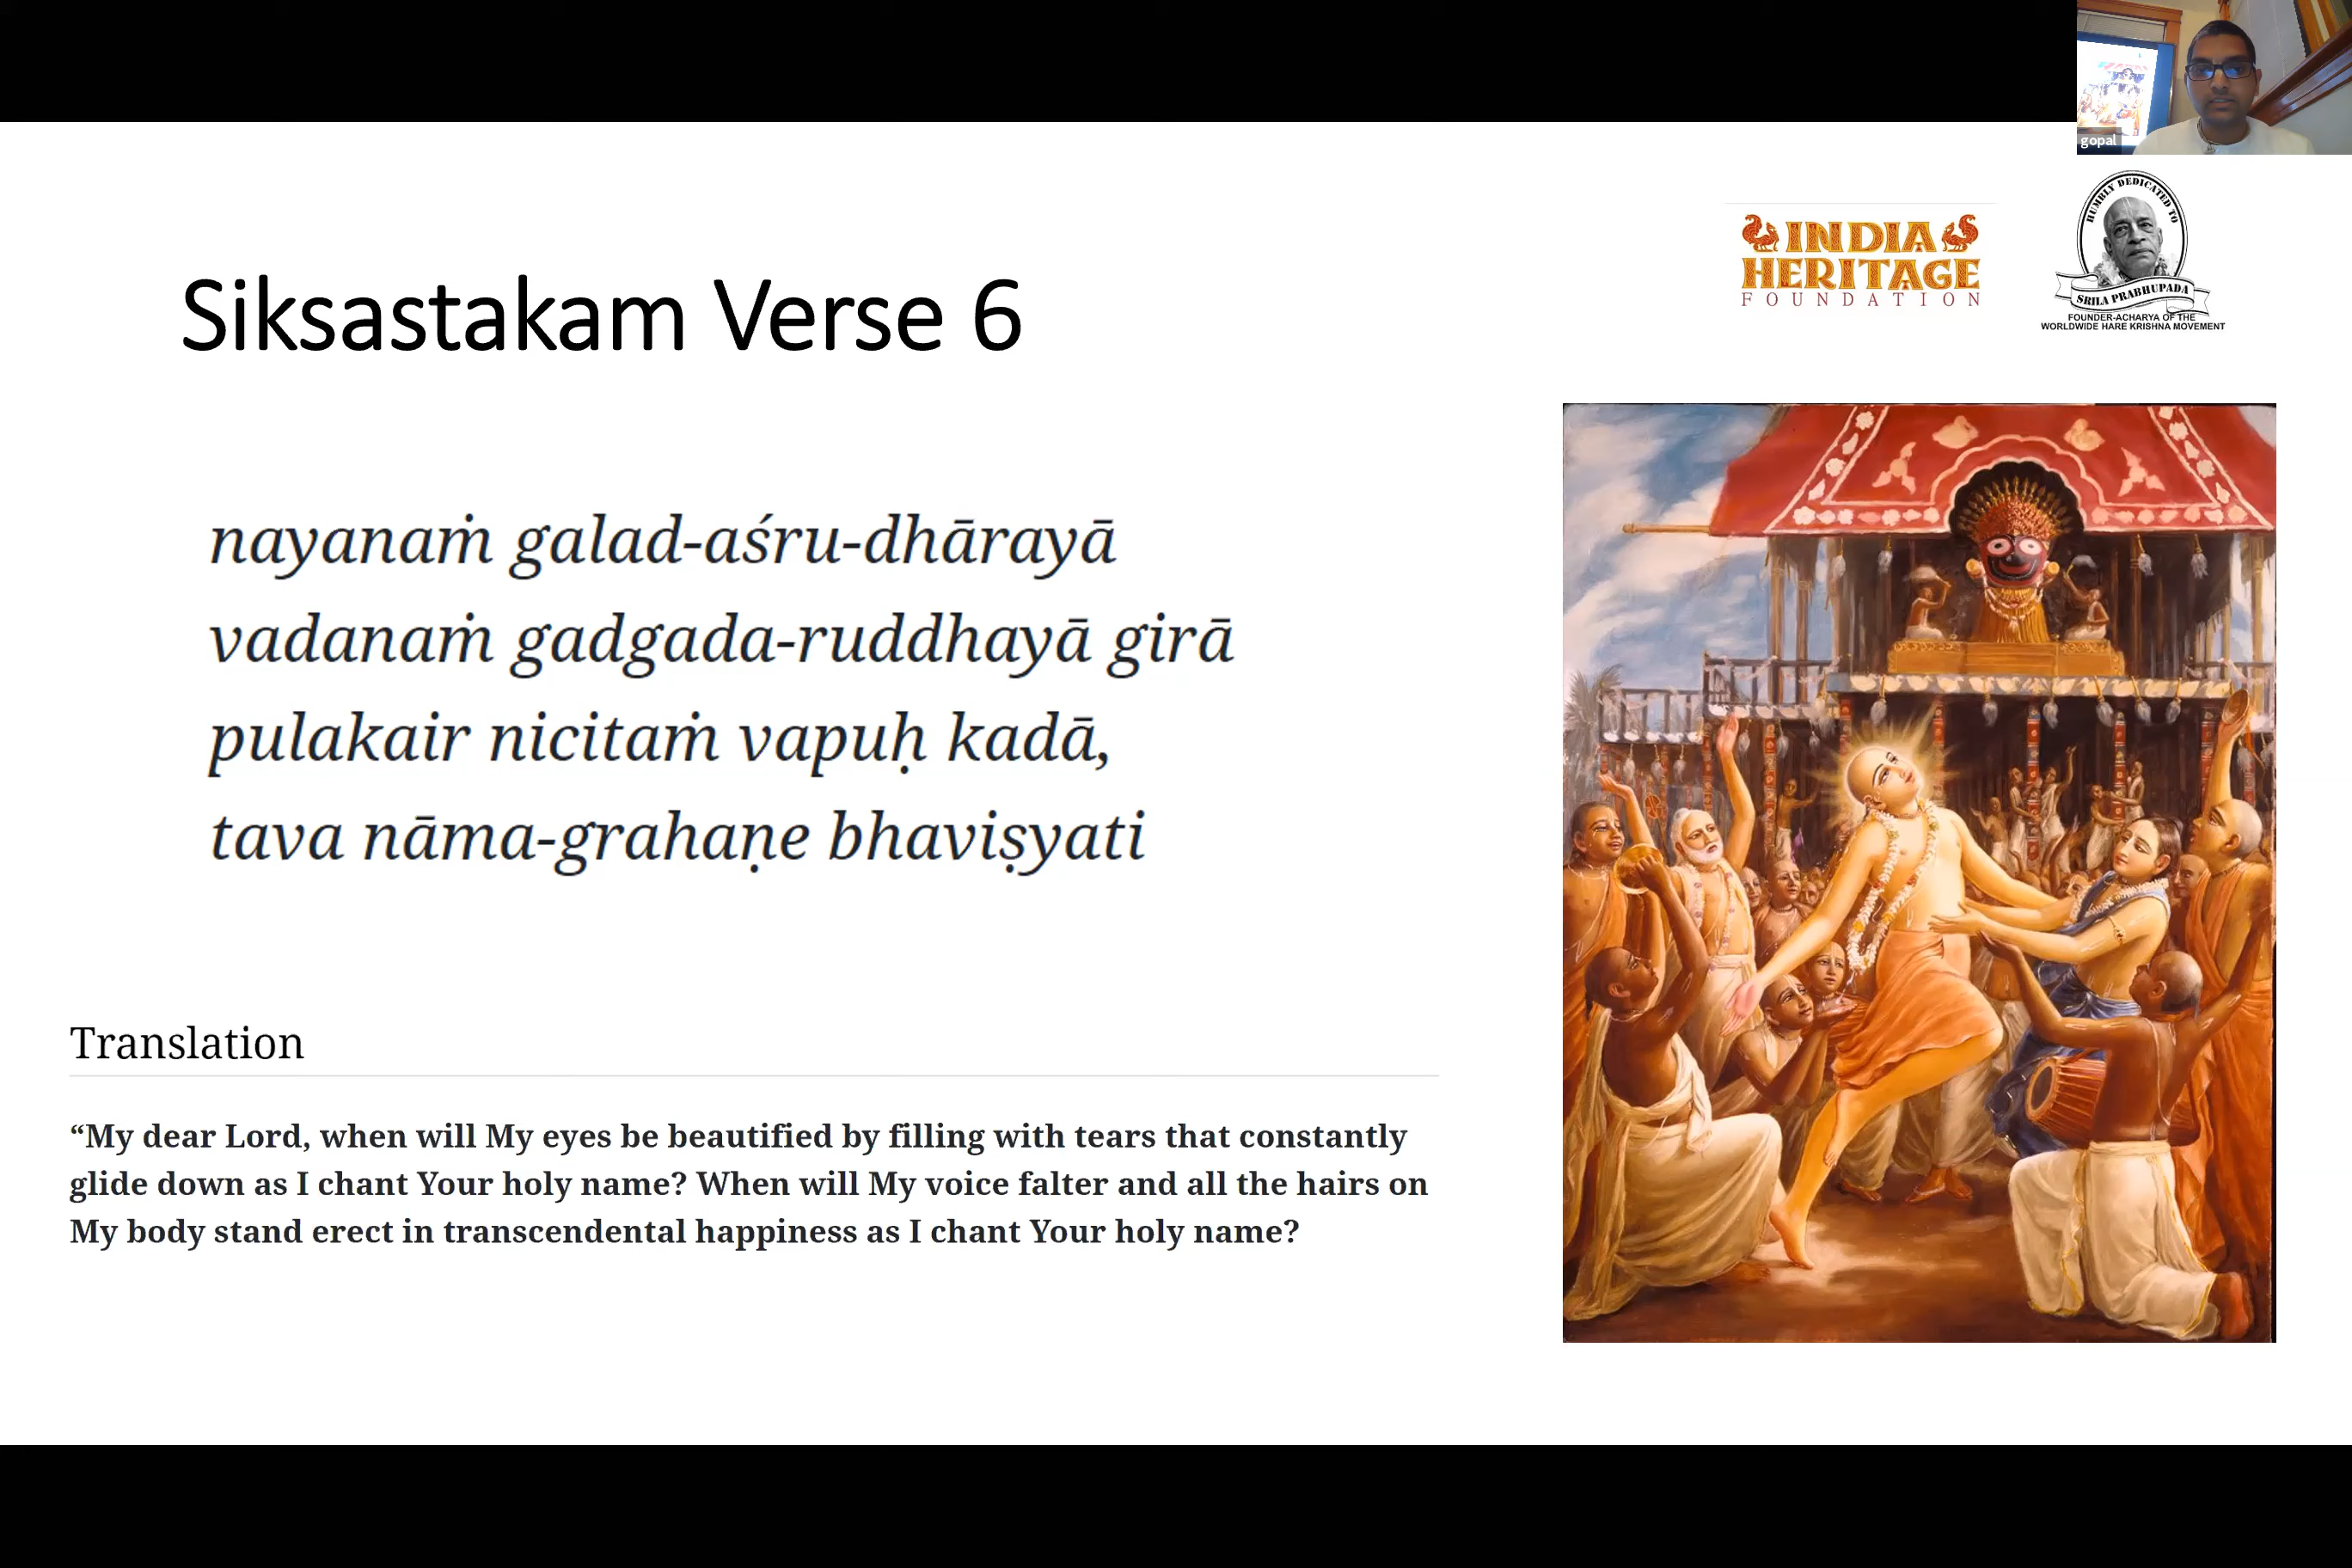 gopal
INDIA
HERITAGE
FOUNDATION
HUMBLY DEDICATED TO
SRILA PRABHUPADA
FOUNDER-ACHARYA OF THE
WORLDWIDE HARE KRISHNA MOVEMENT
Siksastakam Verse 6
nayanaṁ galad-aśru-dhārayā
vadanaṁ gadgada-ruddhayā girā
pulakair nicitaṁ vapuḥ kadā,
tava nāma-grahaṇe bhaviṣyati
Translation
“My dear Lord, when will My eyes be beautified by filling with tears that constantly
glide down as I chant Your holy name? When will My voice falter and all the hairs on
My body stand erect in transcendental happiness as I chant Your holy name?